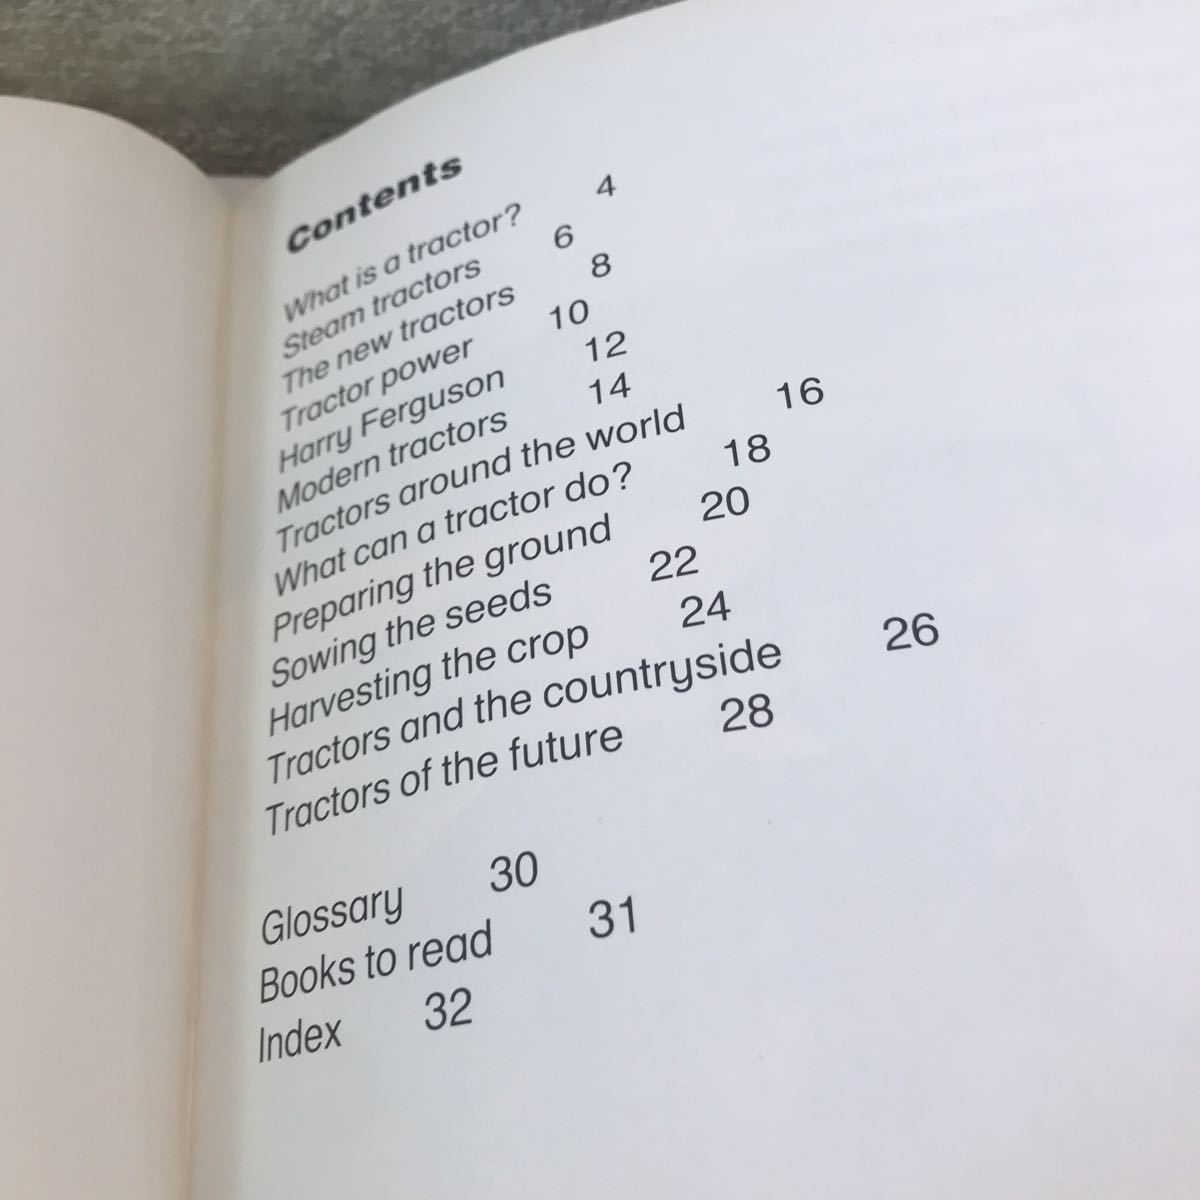 Contents
What is a tractor? 4
Steam tractors 6
The new tractors 8
Tractor power 10
Harry Ferguson 12
Modern tractors 14
Tractors around the world 16
What can a tractor do? 18
Preparing the ground 20
Sowing the seeds 22
Harvesting the crop 24
Tractors and the countryside 26
Tractors of the future 28
Glossary 30
Books to read 31
Index 32